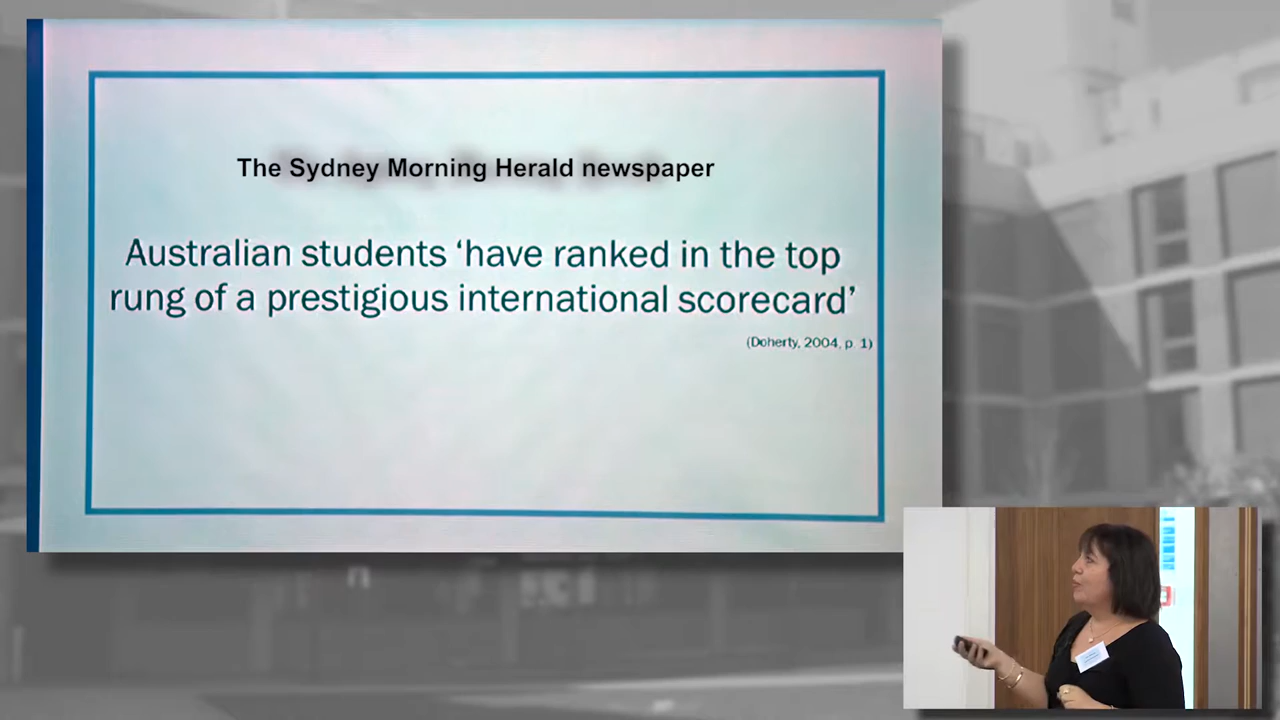 The Sydney Morning Herald newspaper
Australian students ‘have ranked in the top
rung of a prestigious international scorecard’
(Doherty, 2004, p. 1)